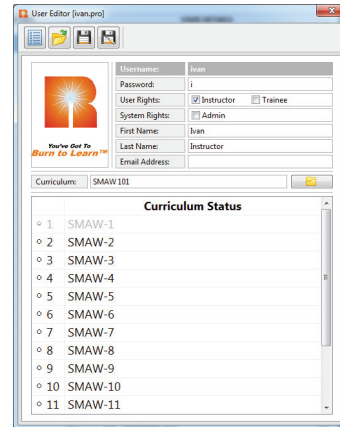 User Editor [ivan.pro]
Username: ivan
Password: i
User Rights: Instructor Trainee
System Rights: Admin
First Name: Ivan
Last Name: Instructor
Email Address:
You've Got To
Burn to Learn™
Curriculum: SMAW 101
Curriculum Status
1 SMAW-1
2 SMAW-2
3 SMAW-3
4 SMAW-4
5 SMAW-5
6 SMAW-6
7 SMAW-7
8 SMAW-8
9 SMAW-9
10 SMAW-10
11 SMAW-11